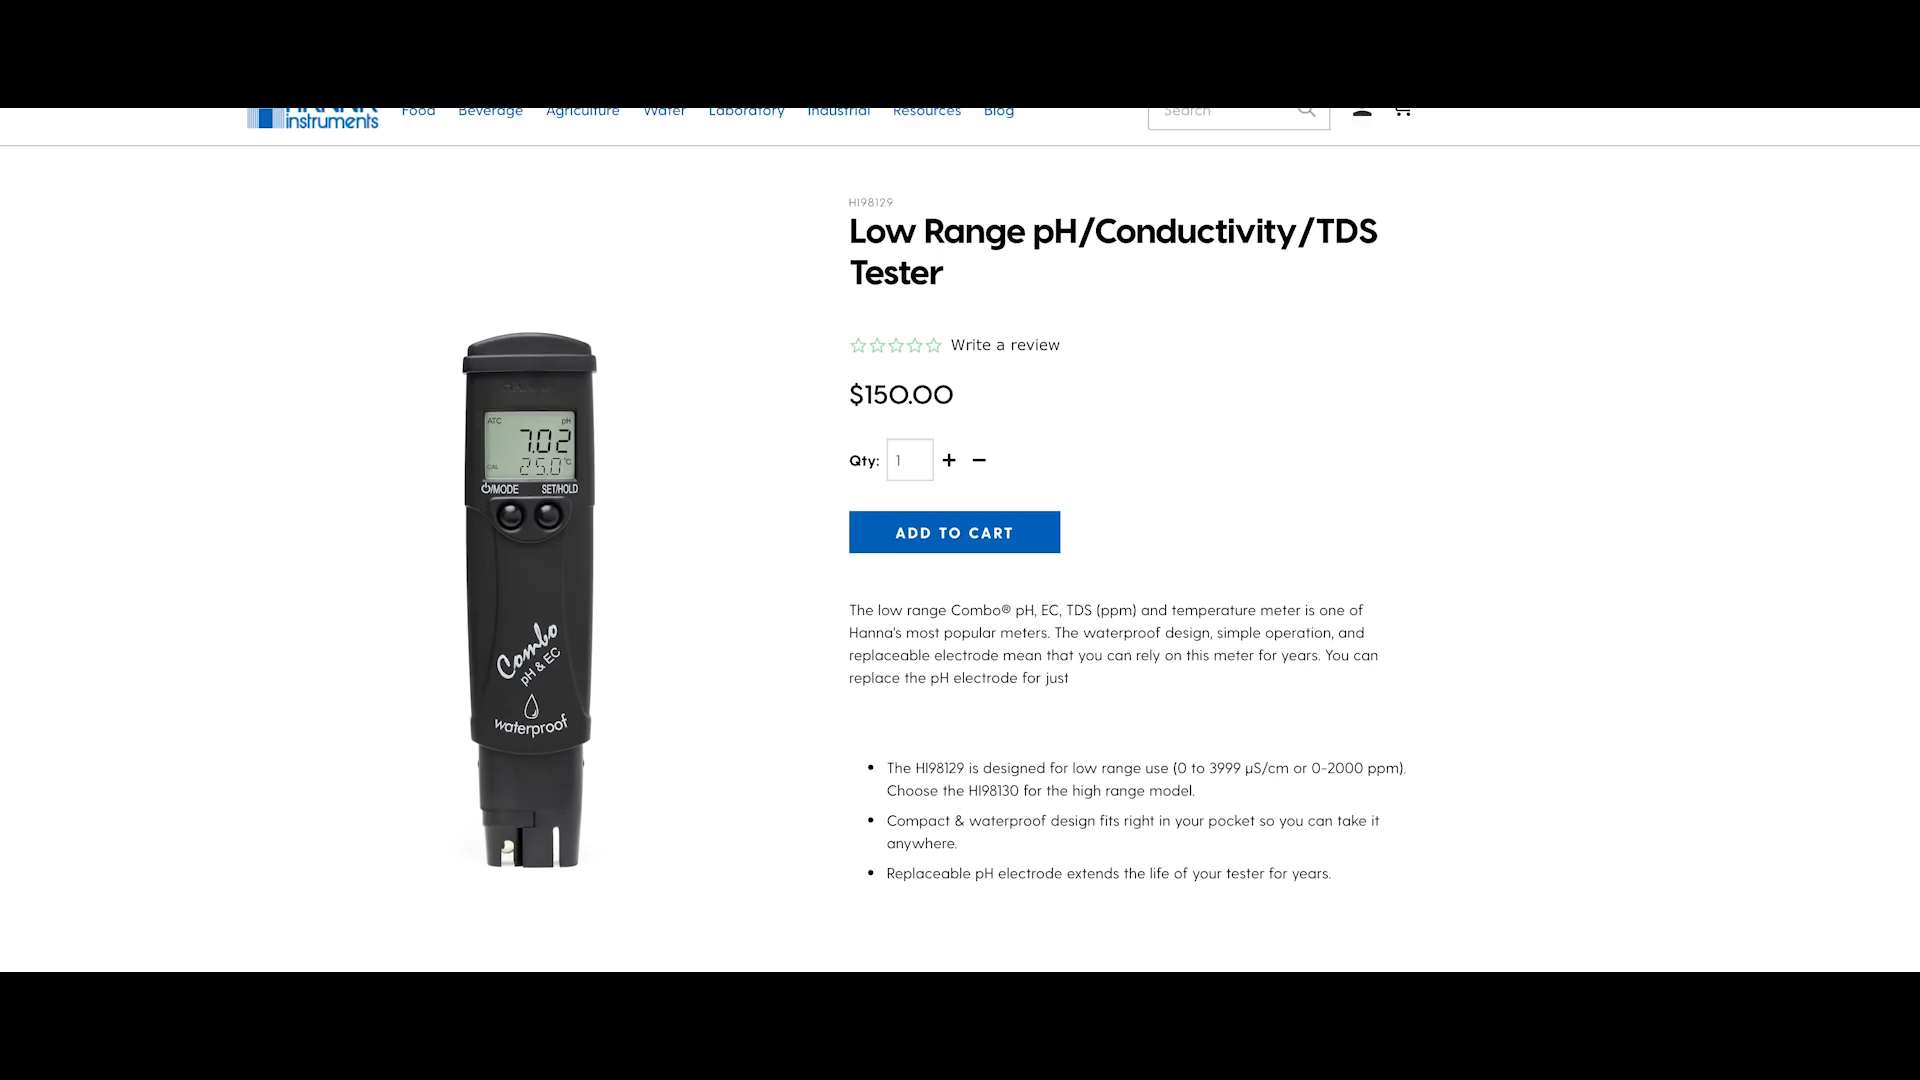 instruments
Food Beverage Agriculture Water Laboratory Industrial Resources Blog
Search
HI98129
Low Range pH/Conductivity/TDS
Tester
Write a review
$150.00
Qty: 1 + −
ADD TO CART
The low range Combo® pH, EC, TDS (ppm) and temperature meter is one of
Hanna's most popular meters. The waterproof design, simple operation, and
replaceable electrode mean that you can rely on this meter for years. You can
replace the pH electrode for just
• The HI98129 is designed for low range use (0 to 3999 µS/cm or 0-2000 ppm).
Choose the HI98130 for the high range model.
• Compact & waterproof design fits right in your pocket so you can take it
anywhere.
• Replaceable pH electrode extends the life of your tester for years.
ATC pH
7.02
CAL 25.0 °C
/MODE SET/HOLD
Combo
pH & EC
waterproof